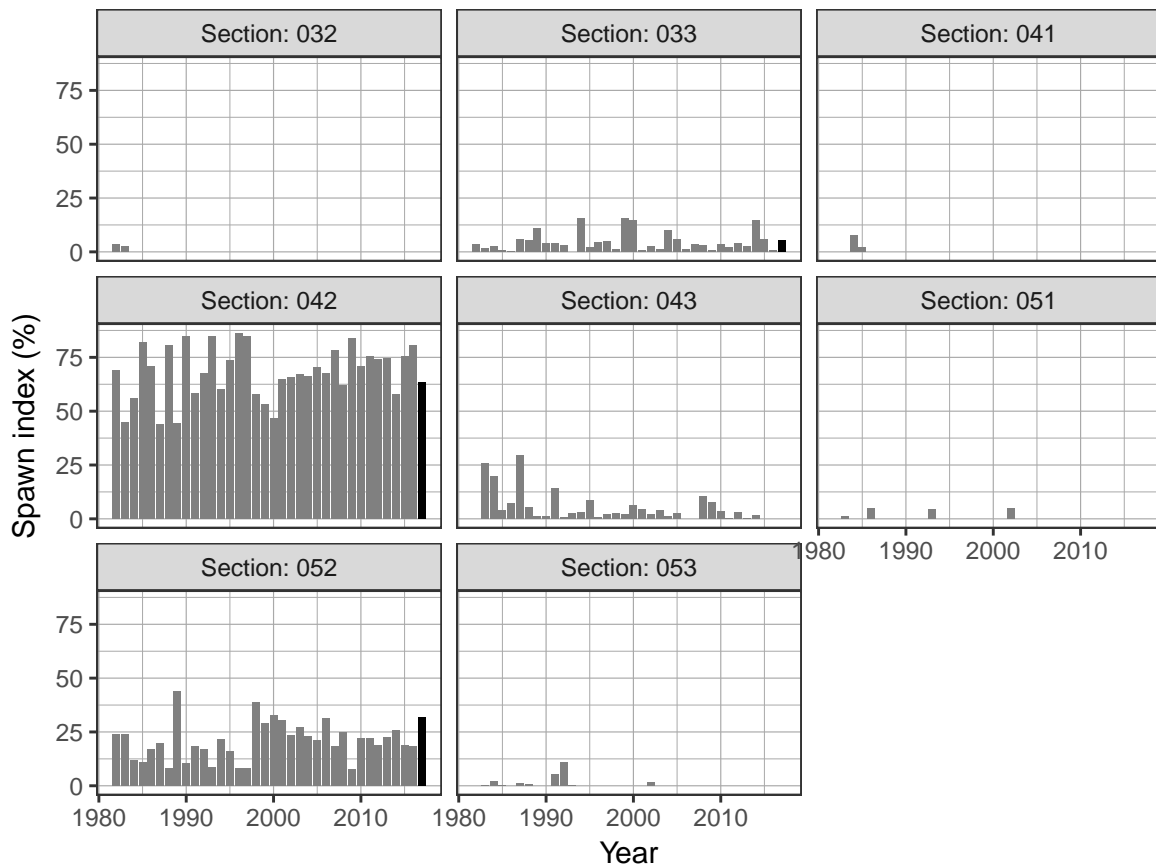 Section: 032
Section: 033
Section: 041
75
50
25
0
Section: 042
Section: 043
Section: 051
75
50
25
0
1980
1990
2000
2010
Section: 052
Section: 053
75
50
25
0
1980
1990
2000
2010
1980
1990
2000
2010
Spawn index (%)
Year